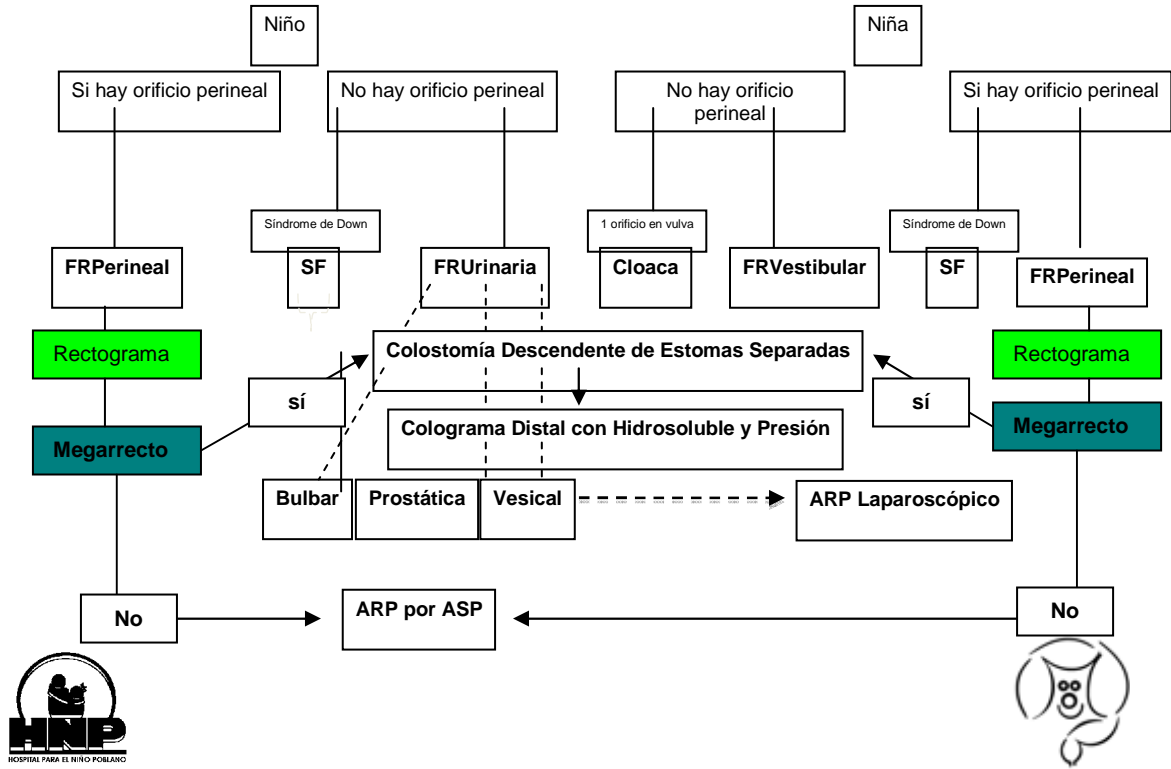 Niño
Niña
Si hay orificio perineal
No hay orificio perineal
No hay orificio
perineal
Si hay orificio perineal
Síndrome de Down
1 orificio en vulva
Síndrome de Down
FRPerineal
SF
FRUrinaria
Cloaca
FRVestibular
SF
FRPerineal
Rectograma
Colostomía Descendente de Estomas Separadas
Rectograma
sí
sí
Megarrecto
Colograma Distal con Hidrosoluble y Presión
Megarrecto
Bulbar
Prostática
Vesical
ARP Laparoscópico
No
ARP por ASP
No
HNP
HOSPITAL PARA EL NIÑO POBLANO